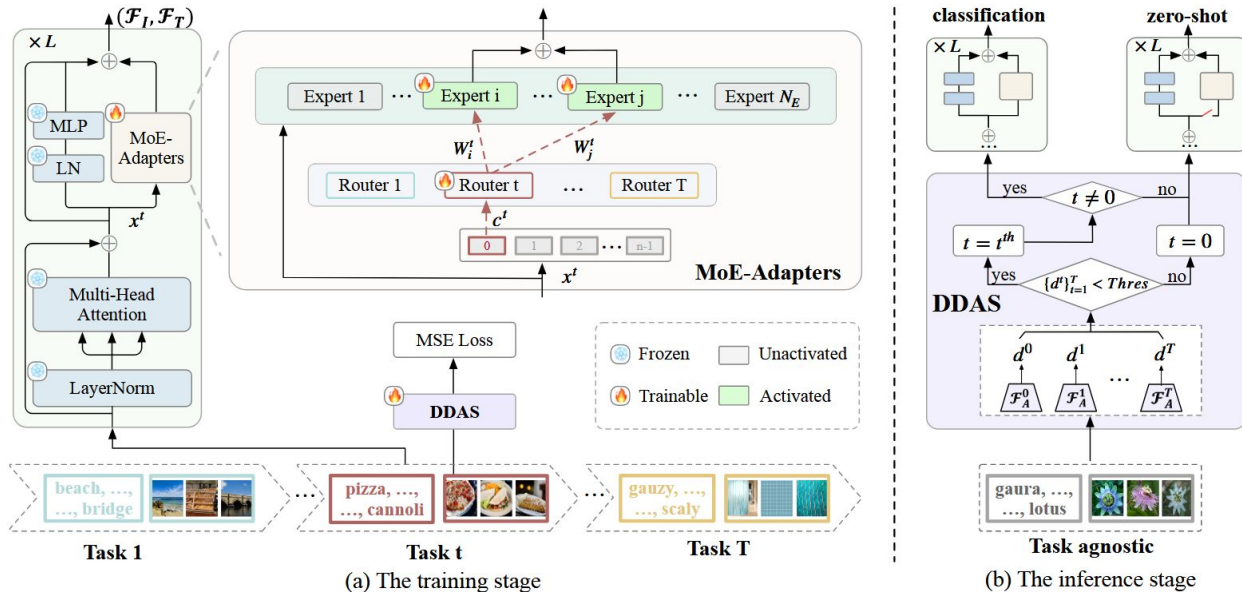 (ℱ_I, ℱ_T)
× L
MLP
LN
MoE-
Adapters
x^t
Multi-Head
Attention
LayerNorm
Expert 1
...
Expert i
...
Expert j
...
Expert N_E
W_i^t
W_j^t
Router 1
Router t
...
Router T
c^t
0
1
2
...
n-1
x^t
MoE-Adapters
MSE Loss
DDAS
Frozen
Unactivated
Trainable
Activated
beach, ...,
..., bridge
...
pizza, ...,
..., cannoli
...
gauzy, ...,
..., scaly
Task 1
Task t
Task T
(a) The training stage
classification
zero-shot
× L
× L
...
...
yes
t ≠ 0
no
t = t^{th}
t = 0
yes
{d^t}_{t=1}^T < Thres
no
DDAS
d^0
d^1
d^T
...
ℱ_A^0
ℱ_A^1
ℱ_A^T
gaura, ...,
..., lotus
Task agnostic
(b) The inference stage